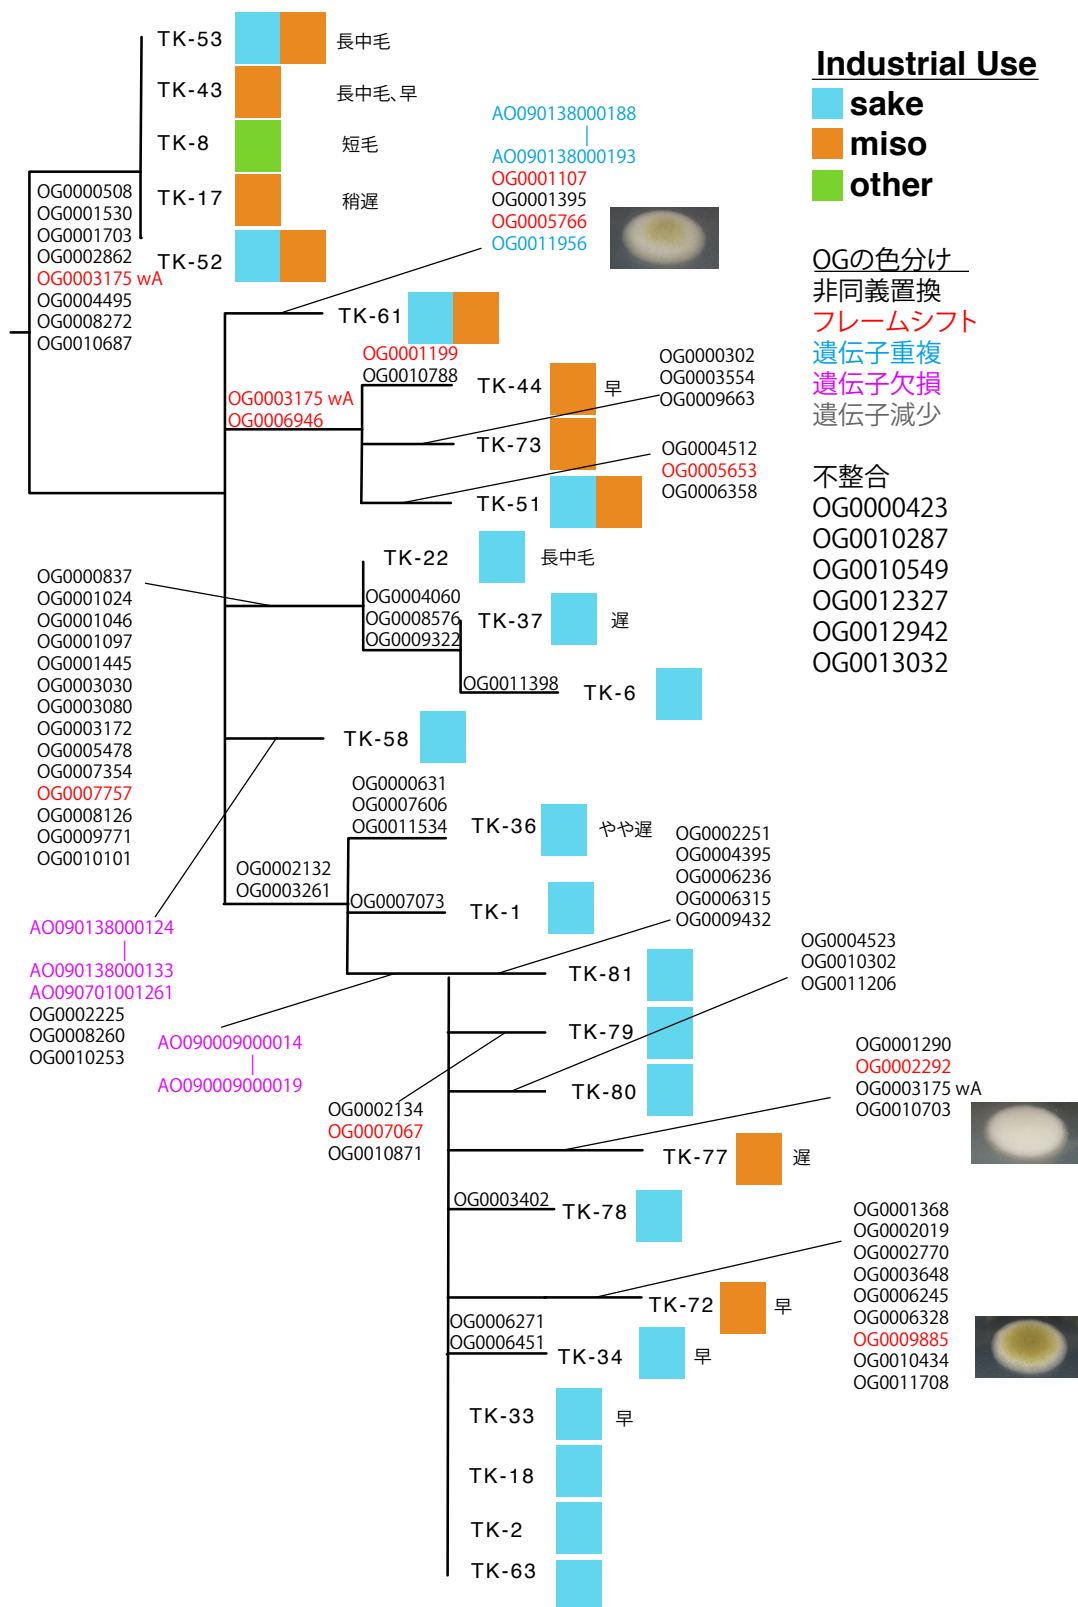 TK-53
長中毛
TK-43
長中毛、早
TK-8
短毛
TK-17
稍遅
TK-52
OG0000508
OG0001530
OG0001703
OG0002862
OG0003175 wA
OG0004495
OG0008272
OG0010687
AO090138000188
|
AO090138000193
OG0001107
OG0001395
OG0005766
OG0011956
Industrial Use
sake
miso
other
OGの色分け
非同義置換
フレームシフト
遺伝子重複
遺伝子欠損
遺伝子減少
不整合
OG0000423
OG0010287
OG0010549
OG0012327
OG0012942
OG0013032
TK-61
OG0003175 wA
OG0006946
OG0001199
OG0010788
TK-44
早
OG0000302
OG0003554
OG0009663
TK-73
OG0004512
OG0005653
OG0006358
TK-51
TK-22
長中毛
OG0004060
OG0008576
OG0009322
TK-37
遅
OG0011398
TK-6
OG0000837
OG0001024
OG0001046
OG0001097
OG0001445
OG0003030
OG0003080
OG0003172
OG0005478
OG0007354
OG0007757
OG0008126
OG0009771
OG0010101
TK-58
AO090138000124
|
AO090138000133
AO090701001261
OG0002225
OG0008260
OG0010253
OG0002132
OG0003261
OG0000631
OG0007606
OG0011534
TK-36
やや遅
OG0007073
TK-1
OG0002251
OG0004395
OG0006236
OG0006315
OG0009432
TK-81
AO090009000014
|
AO090009000019
TK-79
OG0002134
OG0007067
OG0010871
OG0004523
OG0010302
OG0011206
TK-80
OG0001290
OG0002292
OG0003175 wA
OG0010703
TK-77
遅
OG0003402
TK-78
OG0001368
OG0002019
OG0002770
OG0003648
OG0006245
OG0006328
OG0009885
OG0010434
OG0011708
TK-72
早
OG0006271
OG0006451
TK-34
早
TK-33
早
TK-18
TK-2
TK-63